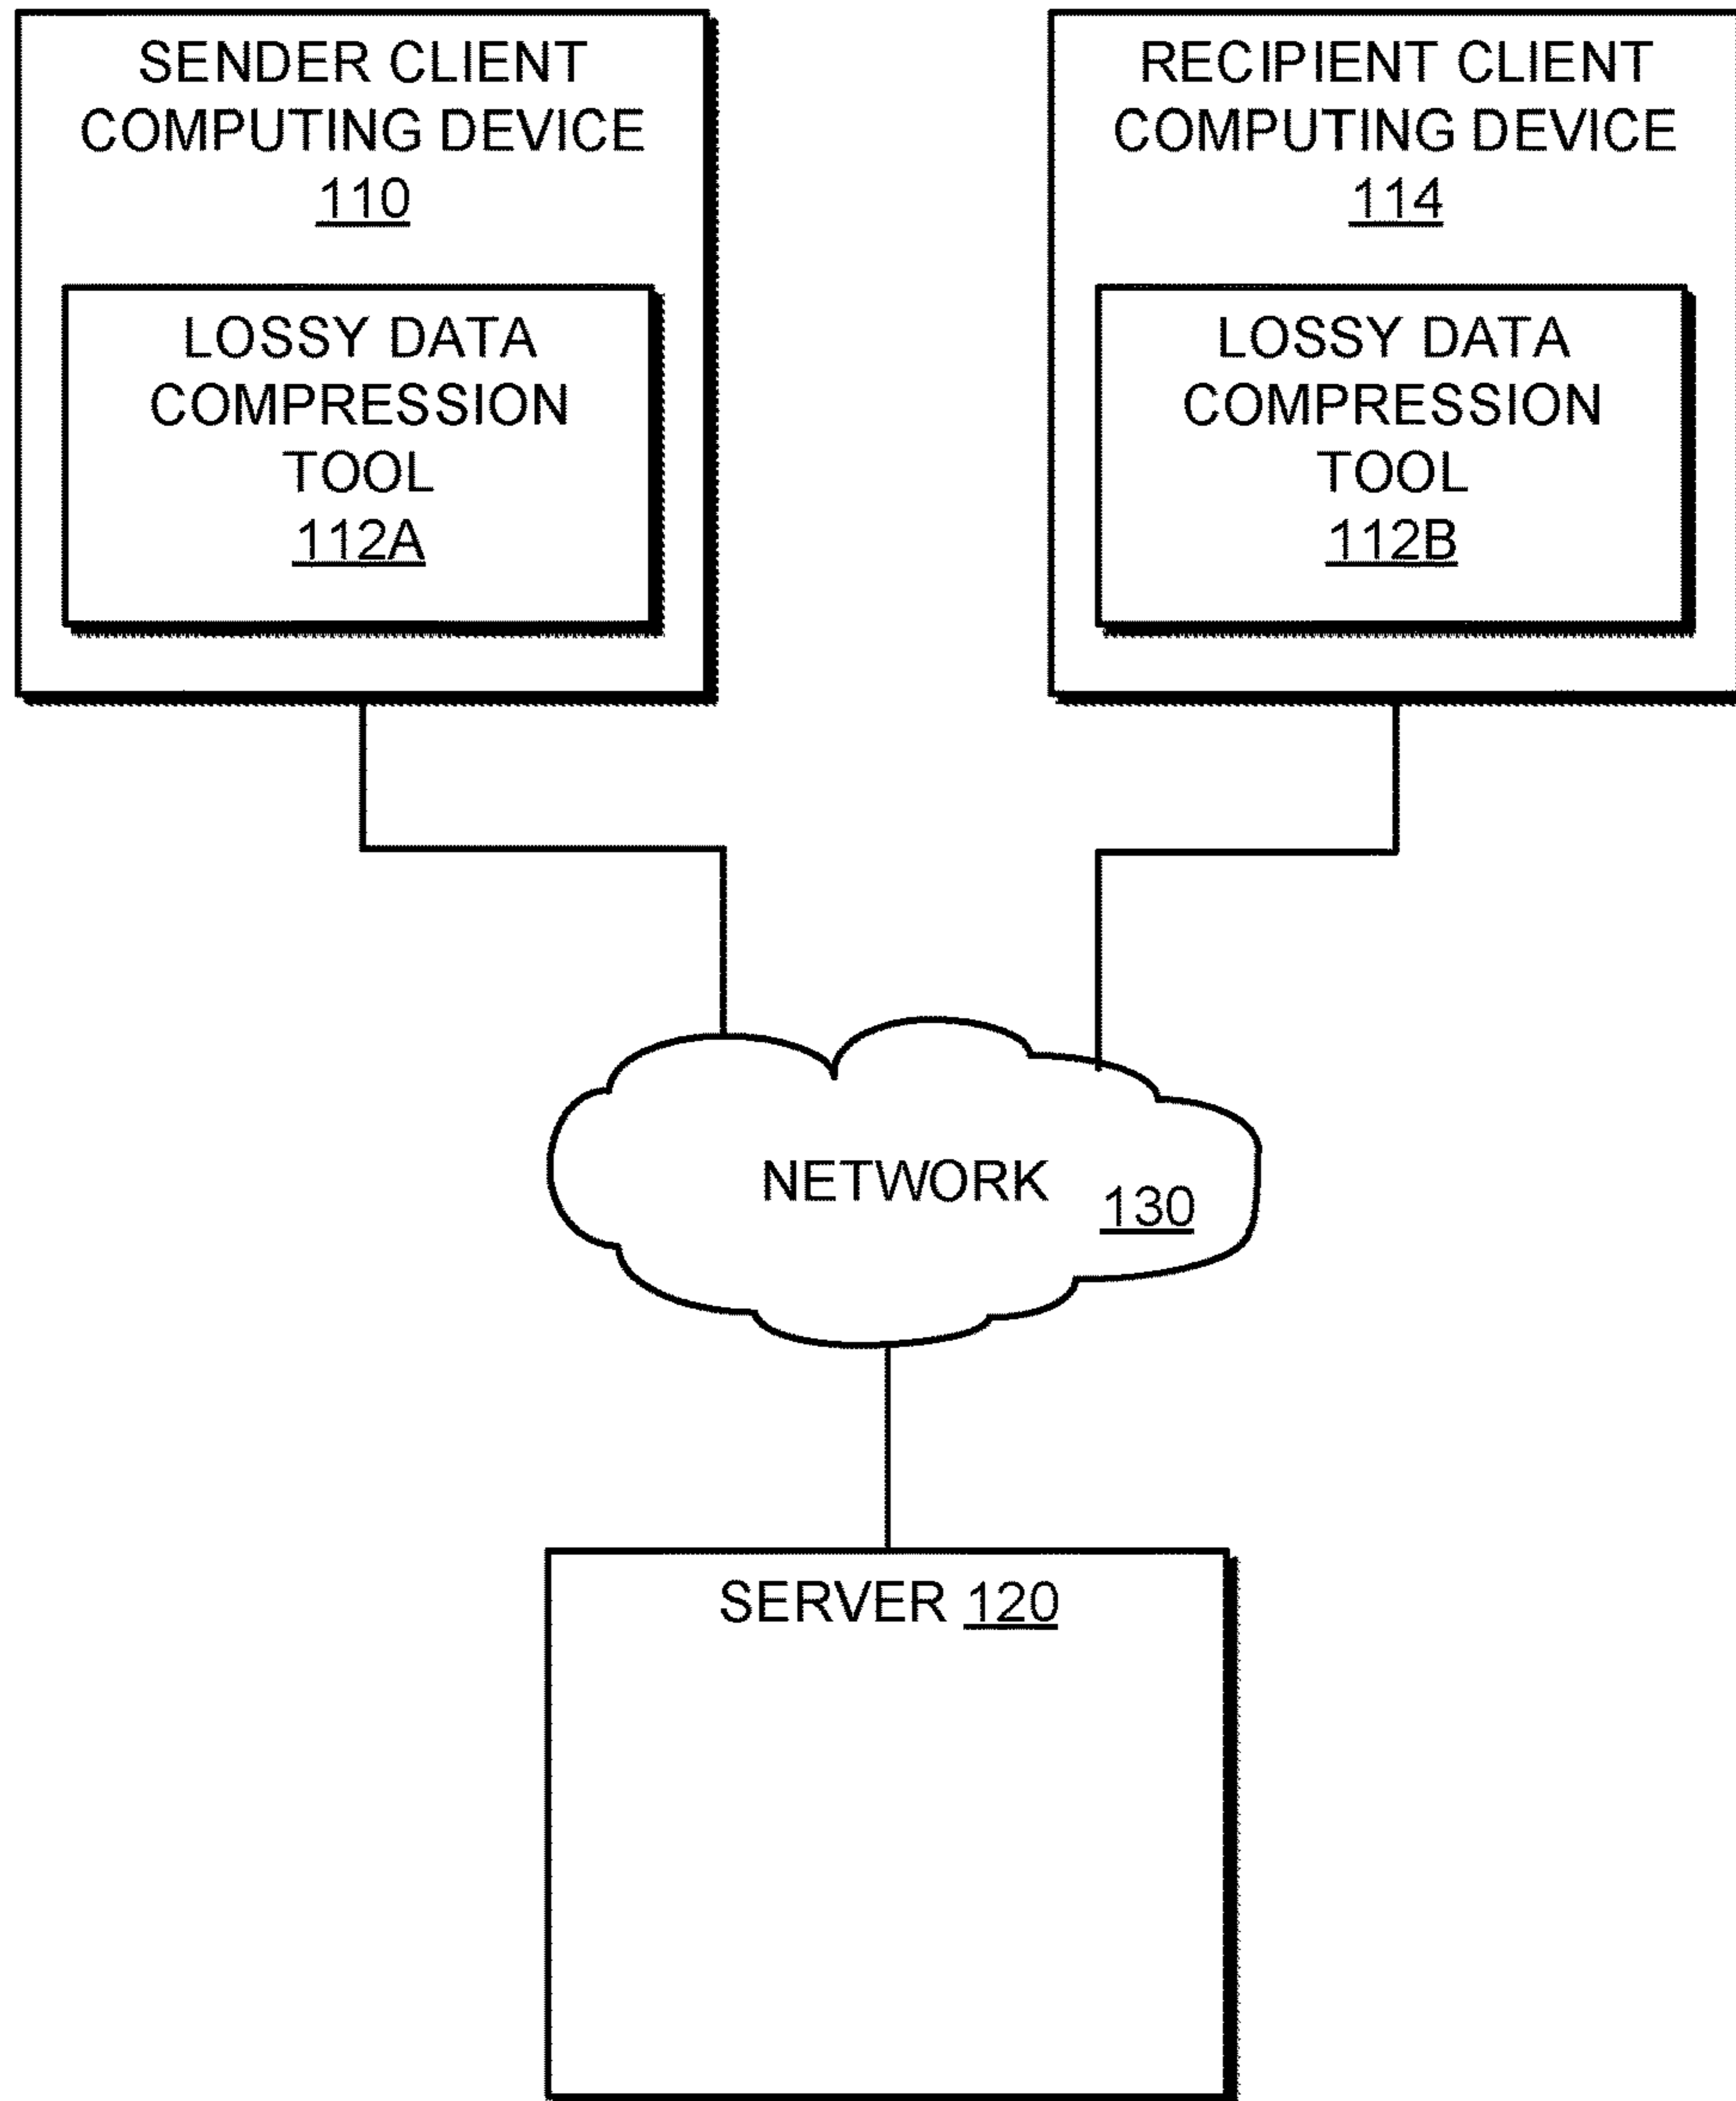 SENDER CLIENT
COMPUTING DEVICE
110
LOSSY DATA
COMPRESSION
TOOL
112A
RECIPIENT CLIENT
COMPUTING DEVICE
114
LOSSY DATA
COMPRESSION
TOOL
112B
NETWORK 130
SERVER 120